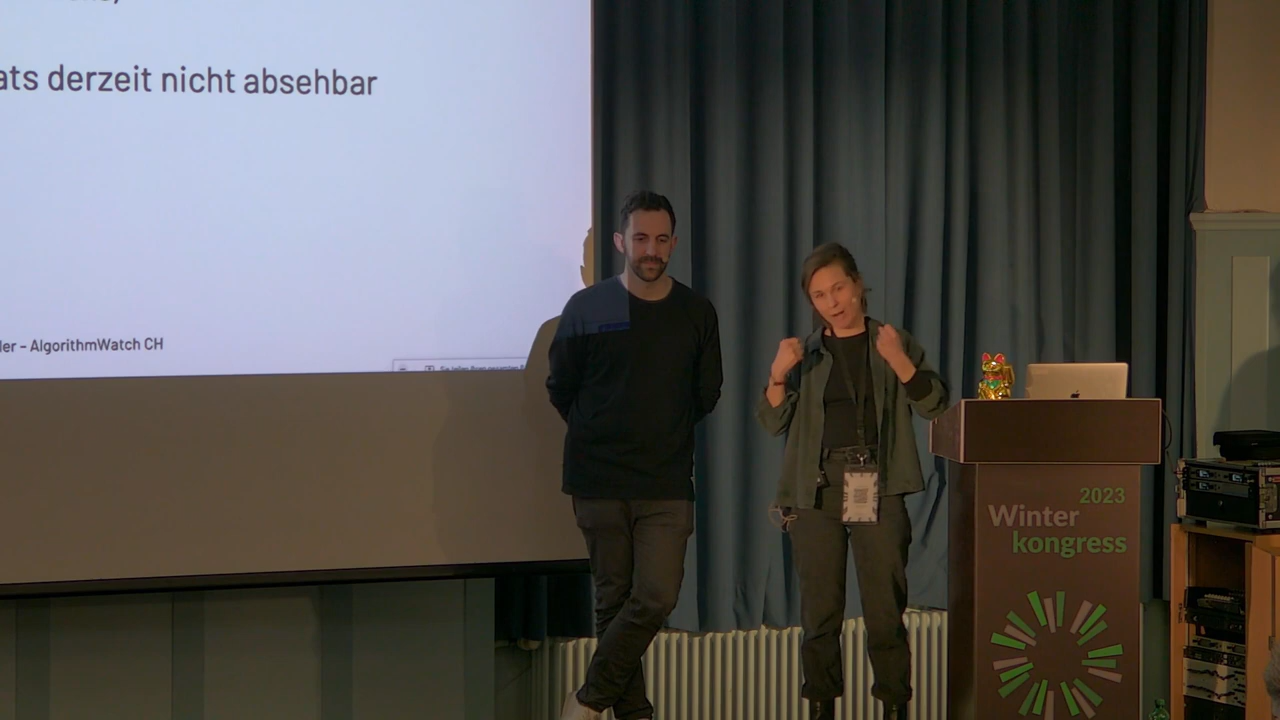 ats derzeit nicht absehbar
ler – AlgorithmWatch CH
2023
Winter
kongress